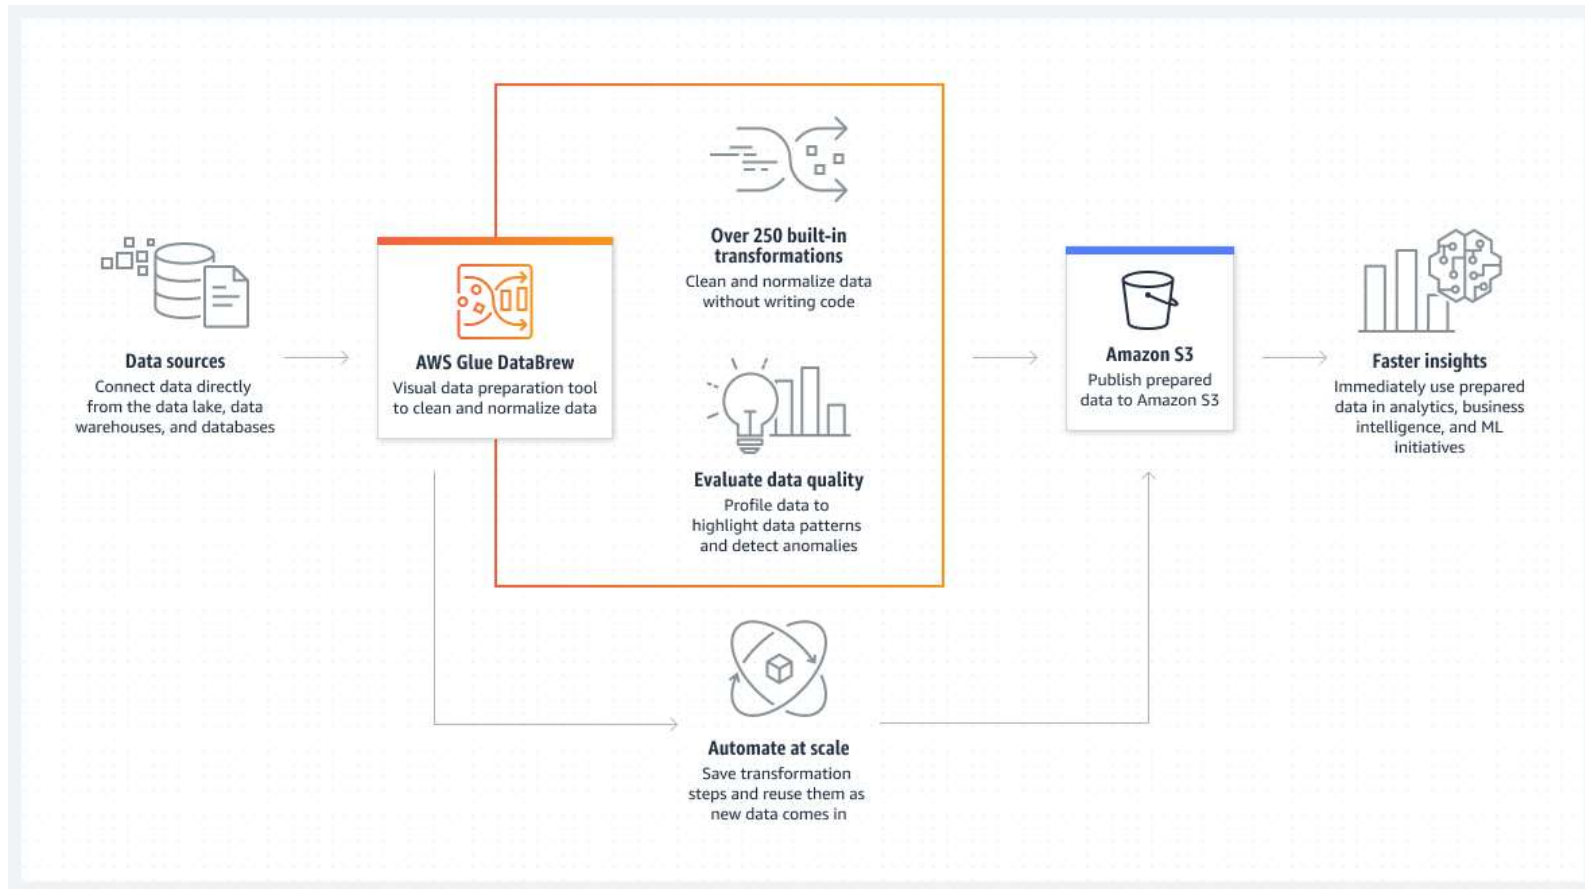 Data sources
Connect data directly
from the data lake, data
warehouses, and databases
AWS Glue DataBrew
Visual data preparation tool
to clean and normalize data
Over 250 built-in
transformations
Clean and normalize data
without writing code
Evaluate data quality
Profile data to
highlight data patterns
and detect anomalies
Automate at scale
Save transformation
steps and reuse them as
new data comes in
Amazon S3
Publish prepared
data to Amazon S3
Faster insights
Immediately use prepared
data in analytics, business
intelligence, and ML
initiatives